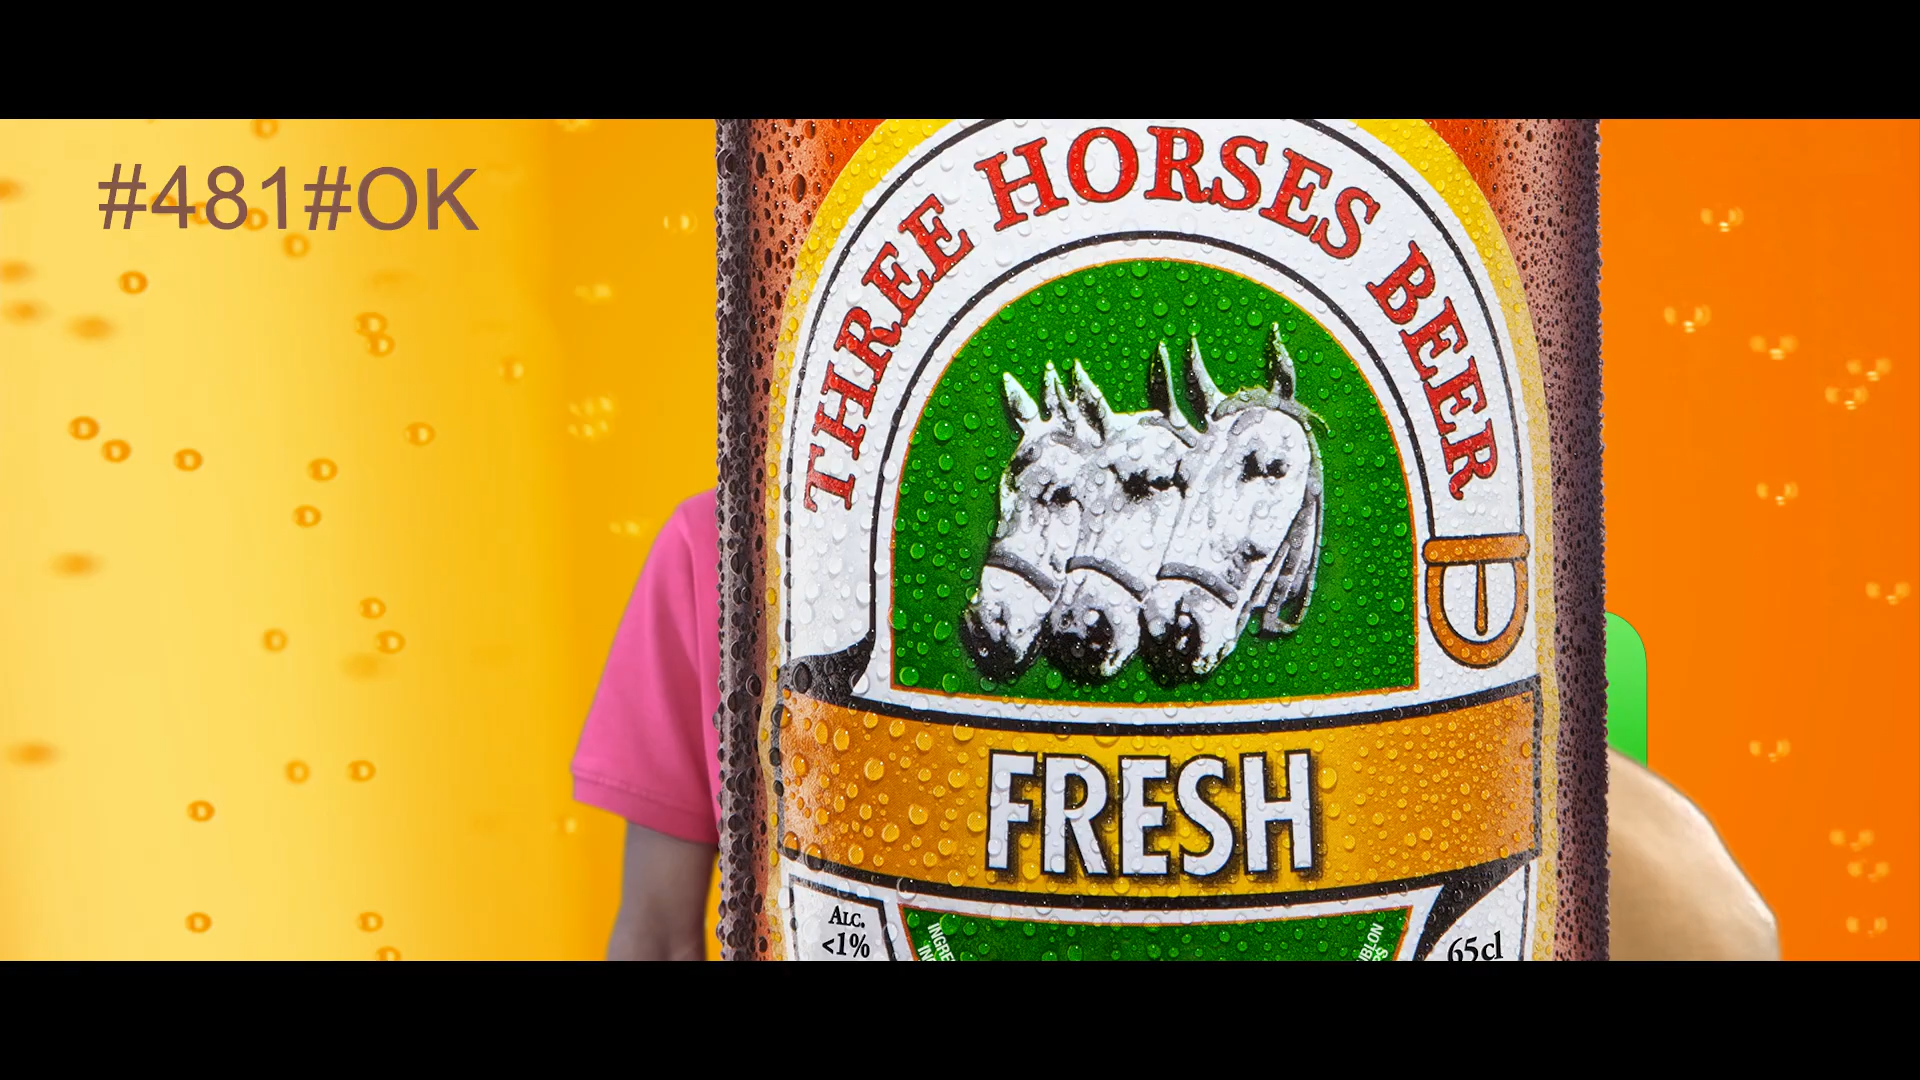 #481#OK
THREE HORSES BEER
FRESH
ALC.
<1%
65cl